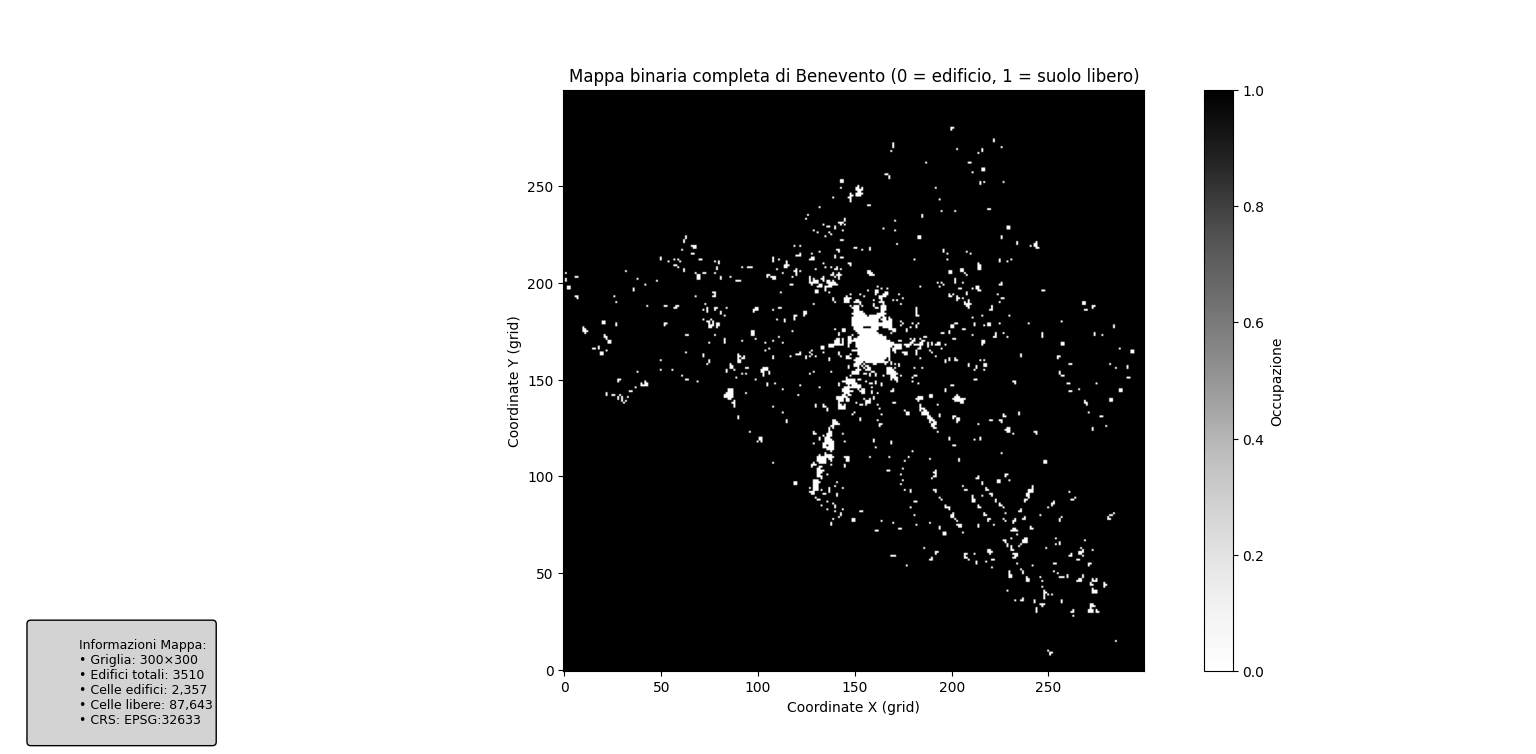 Mappa binaria completa di Benevento (0 = edificio, 1 = suolo libero)
Coordinate Y (grid)
250
200
150
100
50
0
0 50 100 150 200 250
Coordinate X (grid)
1.0
0.8
0.6
0.4
0.2
0.0
Occupazione
Informazioni Mappa:
• Griglia: 300×300
• Edifici totali: 3510
• Celle edifici: 2,357
• Celle libere: 87,643
• CRS: EPSG:32633